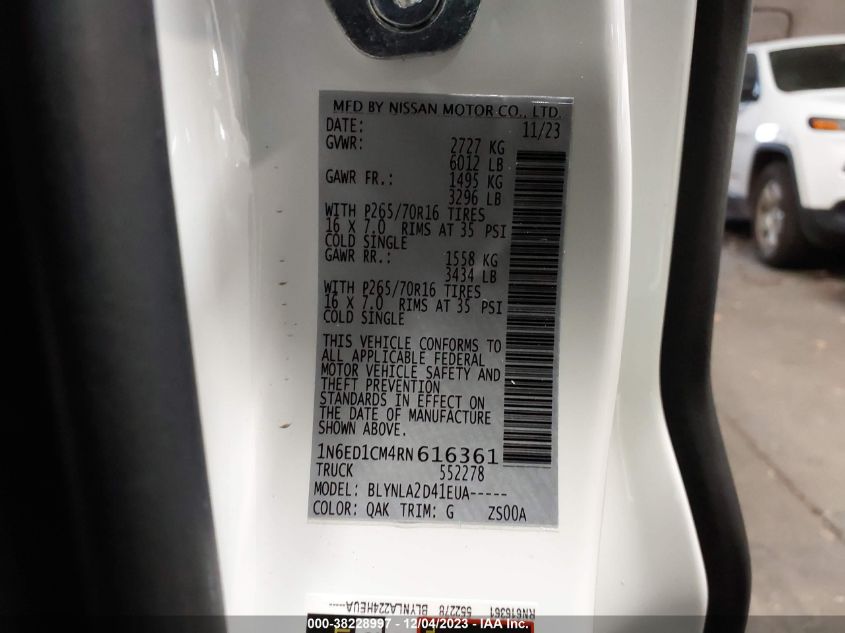 MFD BY NISSAN MOTOR CO., LTD.
DATE: 11/23
GVWR: 2727 KG
6012 LB
GAWR FR.: 1495 KG
3296 LB
WITH P265/70R16 TIRES
16 X 7.0 RIMS AT 35 PSI
COLD SINGLE
GAWR RR.: 1558 KG
3434 LB
WITH P265/70R16 TIRES
16 X 7.0 RIMS AT 35 PSI
COLD SINGLE
THIS VEHICLE CONFORMS TO
ALL APPLICABLE FEDERAL
MOTOR VEHICLE SAFETY AND
THEFT PREVENTION
STANDARDS IN EFFECT ON
THE DATE OF MANUFACTURE
SHOWN ABOVE.
1N6ED1CM4RN616361
TRUCK 552278
MODEL: BLYNLA2D41EUA-----
COLOR: QAK TRIM: G ZS00A
RN616361 552278 BLYNLA224HEUA----
000-38228997 - 12/04/2023 - IAA Inc.